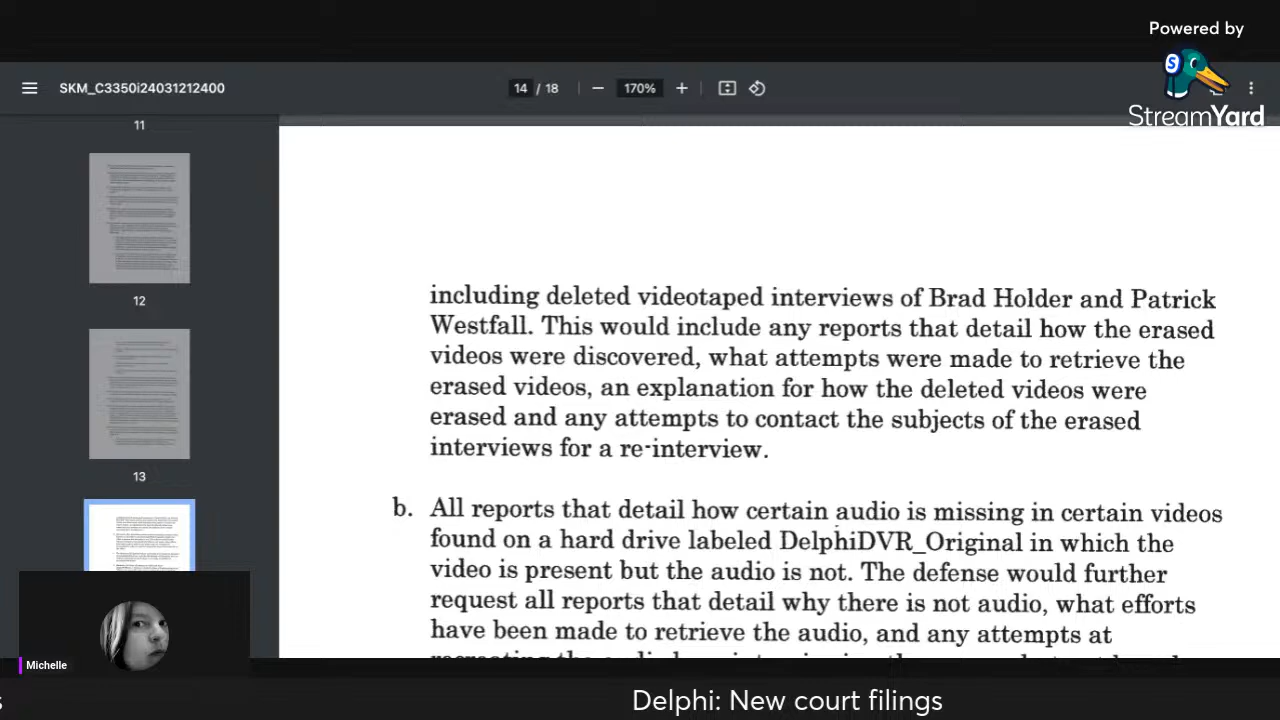 Powered by
StreamYard
SKM_C3350i24031212400
14 / 18
170%
11
12
13
including deleted videotaped interviews of Brad Holder and Patrick
Westfall. This would include any reports that detail how the erased
videos were discovered, what attempts were made to retrieve the
erased videos, an explanation for how the deleted videos were
erased and any attempts to contact the subjects of the erased
interviews for a re-interview.
b. All reports that detail how certain audio is missing in certain videos
found on a hard drive labeled DelphiDVR_Original in which the
video is present but the audio is not. The defense would further
request all reports that detail why there is not audio, what efforts
have been made to retrieve the audio, and any attempts at
Michelle
s
Delphi: New court filings